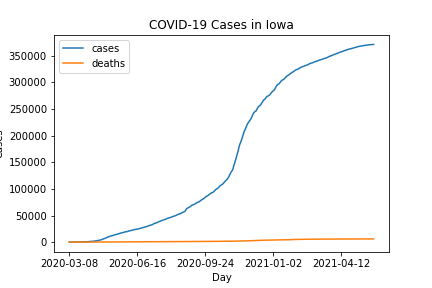 COVID-19 Cases in Iowa
cases
deaths
350000
300000
250000
200000
150000
100000
50000
0
Cases
2020-03-08 2020-06-16 2020-09-24 2021-01-02 2021-04-12
Day